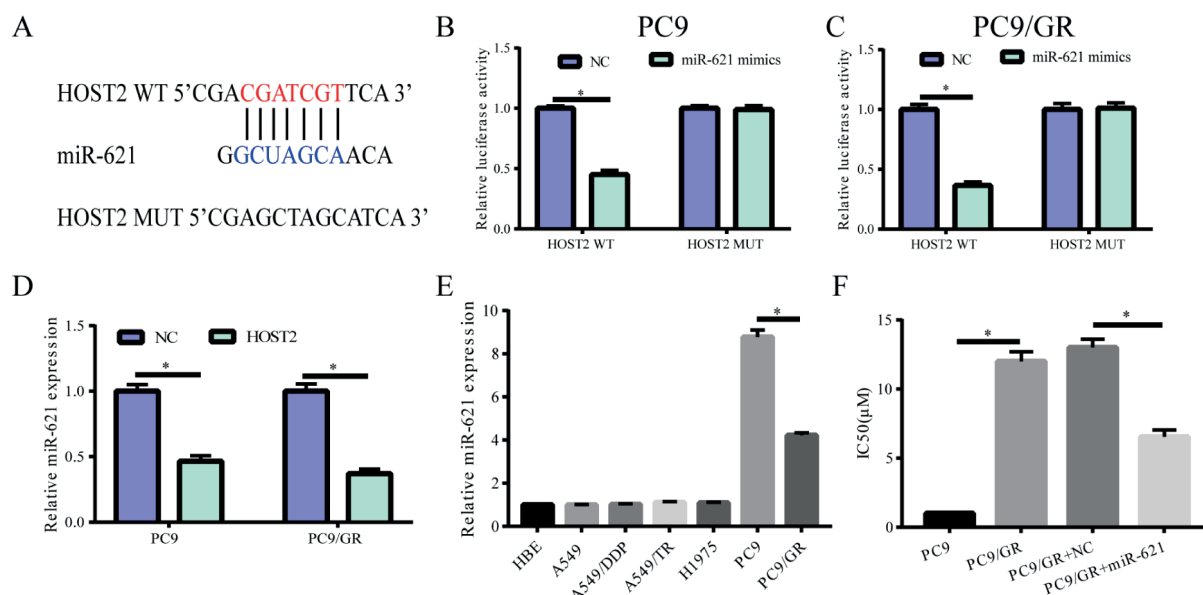 A
HOST2 WT 5’CGACGATCGTTCA 3’
miR-621 GGCUAGCAACA
HOST2 MUT 5’CGAGCTAGCATCA 3’
B
PC9
Relative luciferase activity
NC
miR-621 mimics
1.5
1.0
0.5
0.0
*
HOST2 WT
HOST2 MUT
C
PC9/GR
Relative luciferase activity
NC
miR-621 mimics
1.5
1.0
0.5
0.0
*
HOST2 WT
HOST2 MUT
D
Relative miR-621 expression
NC
HOST2
1.5
1.0
0.5
0.0
*
*
PC9
PC9/GR
E
Relative miR-621 expression
10
8
6
4
2
0
*
HBE
A549
A549/DDP
A549/TR
H1975
PC9
PC9/GR
F
IC50(μM)
15
10
5
0
*
*
PC9
PC9/GR
PC9/GR+NC
PC9/GR+miR-621